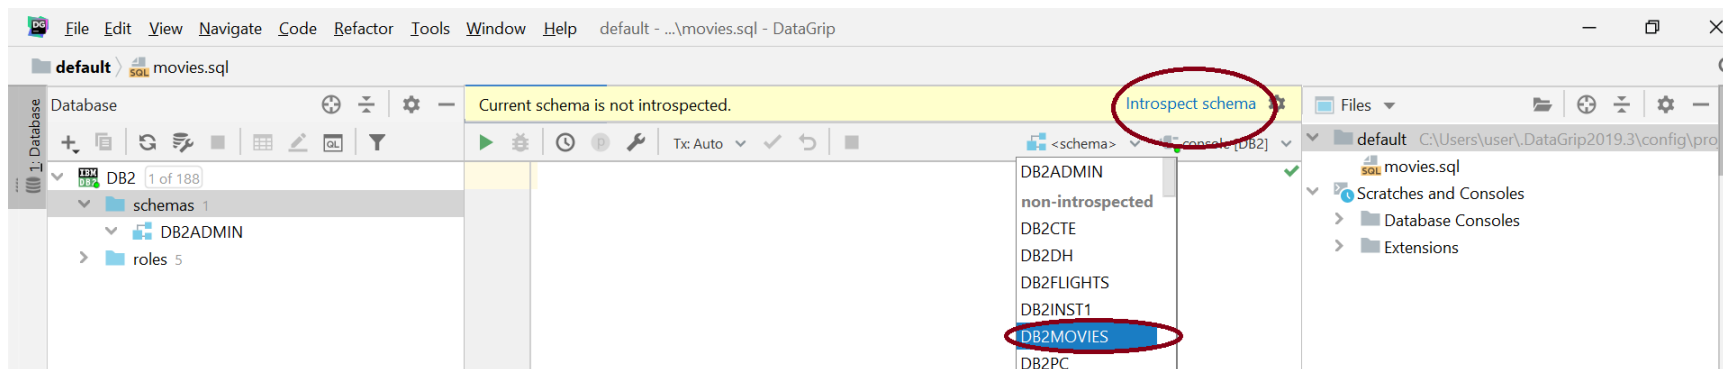 DG File Edit View Navigate Code Refactor Tools Window Help default - ...\movies.sql - DataGrip
default movies.sql
1: Database
Database
Current schema is not introspected. Introspect schema
Files
Tx: Auto <schema> console [DB2]
default C:\Users\user\.DataGrip2019.3\config\pro
DB2 1 of 188
schemas 1
DB2ADMIN
roles 5
DB2ADMIN
non-introspected
DB2CTE
DB2DH
DB2FLIGHTS
DB2INST1
DB2MOVIES
DB2PC
movies.sql
Scratches and Consoles
Database Consoles
Extensions